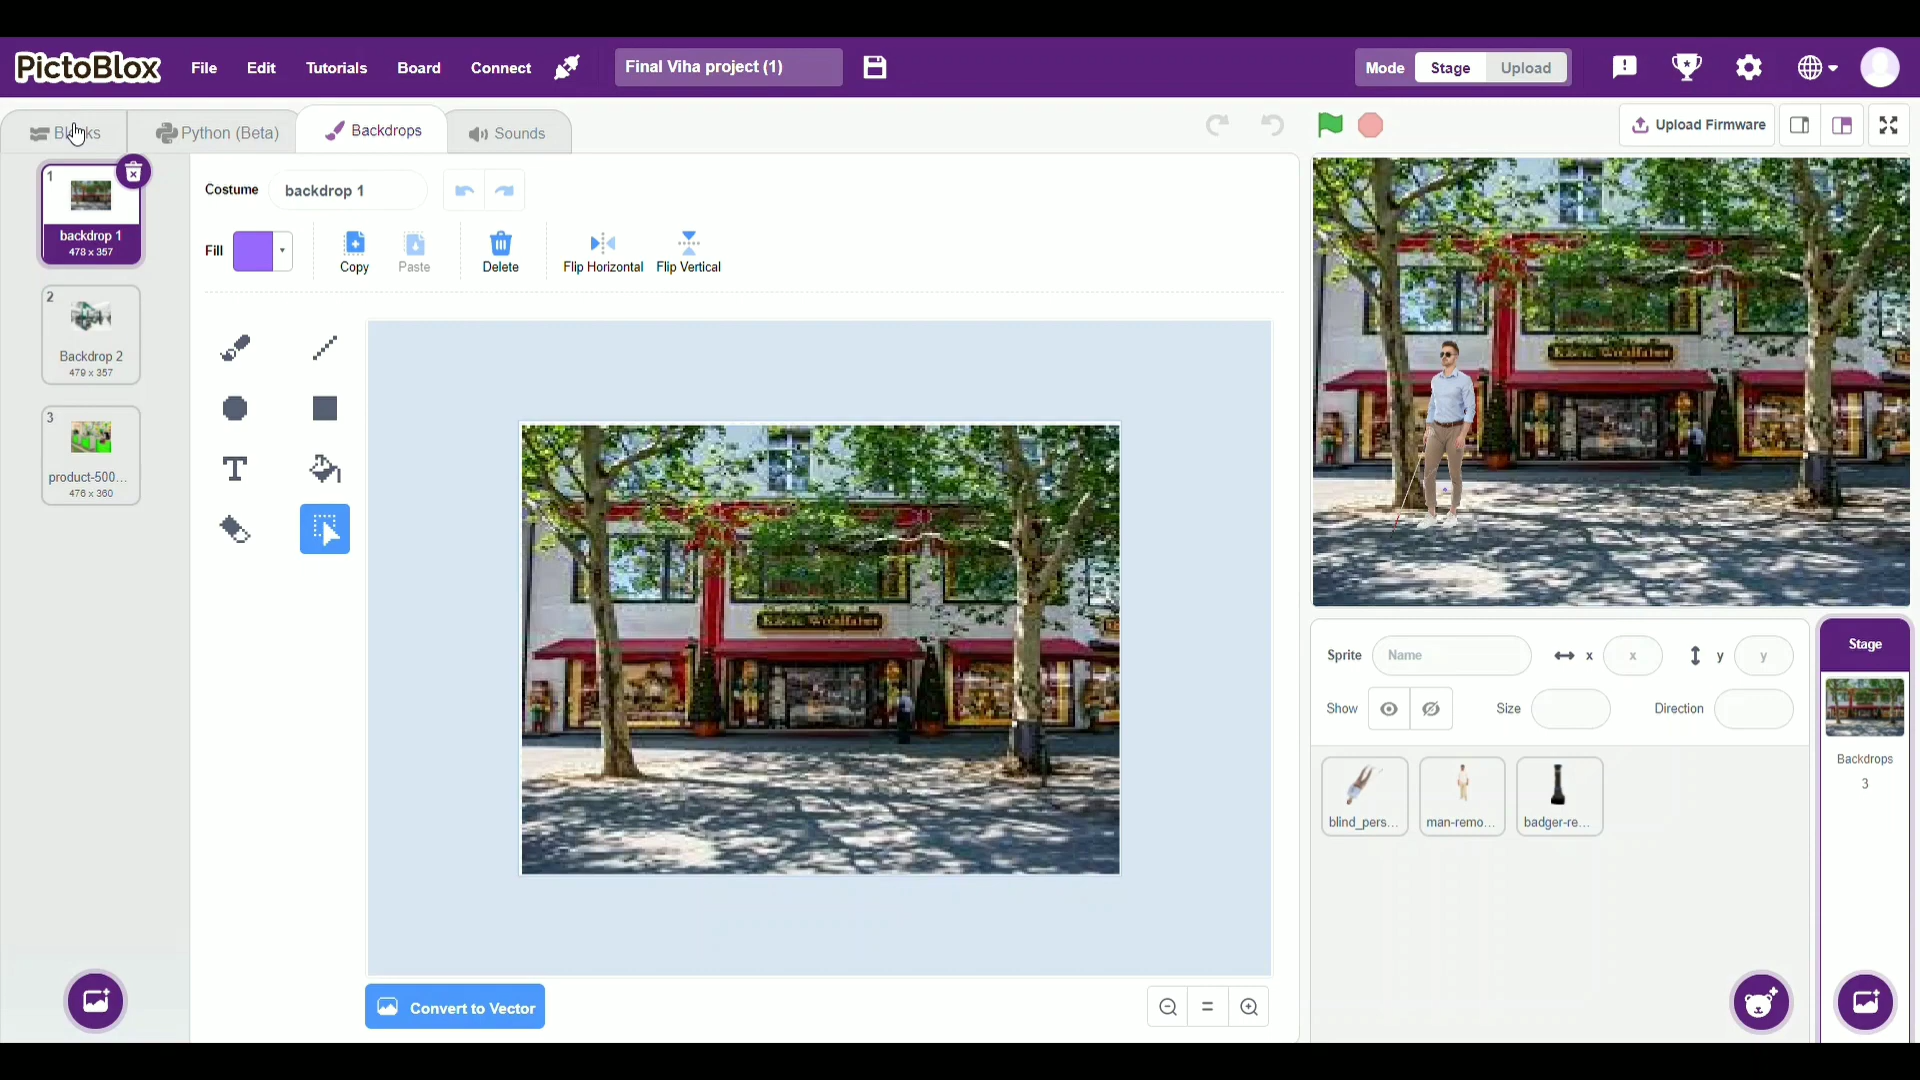 PictoBlox File Edit Tutorials Board Connect Final Viha project (1) Mode Stage Upload
Blocks Python (Beta) Backdrops Sounds Upload Firmware
1
backdrop 1
478 x 357
2
Backdrop 2
479 x 357
3
product-500...
476 x 360
Costume backdrop 1
Fill Copy Paste Delete Flip Horizontal Flip Vertical
T
Convert to Vector
Sprite Name x x y y
Show Size Direction
blind_pers... man-remo... badger-re...
Stage
Backdrops
3